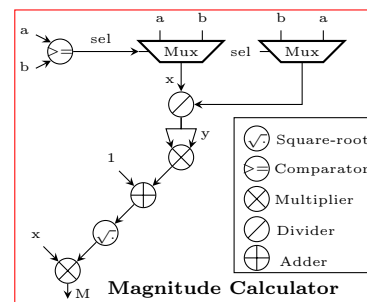 a b b a
a
sel Mux sel Mux
>=
b
x
y
1
√. Square-root
>= Comparator
Multiplier
Divider
Adder
√.
x
M
Magnitude Calculator